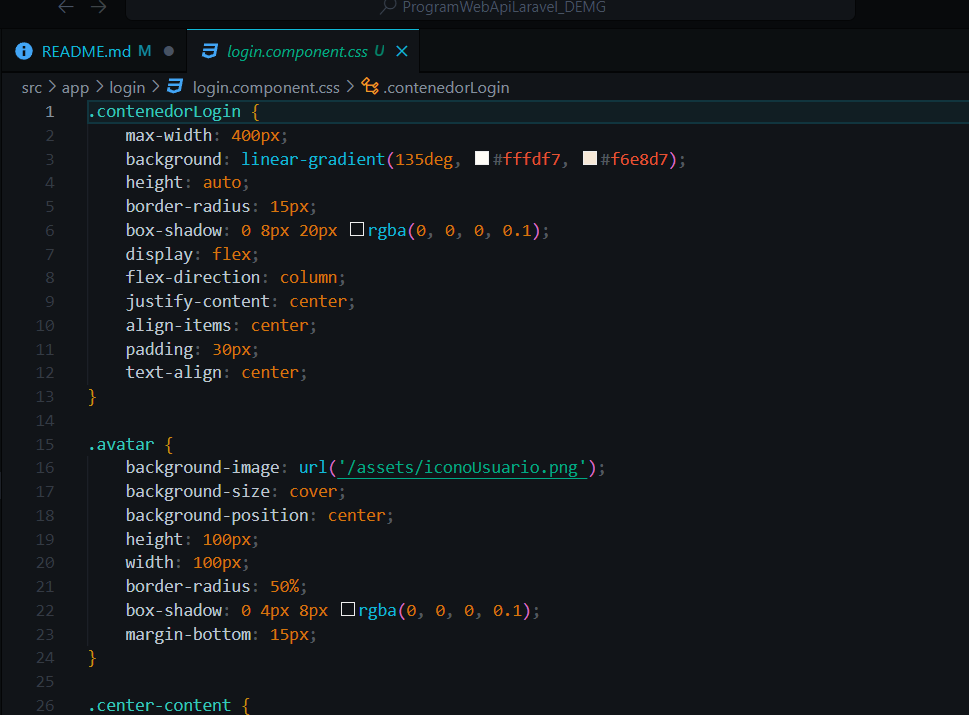 ProgramWebApiLaravel_DEMG
README.md M login.component.css U
src > app > login > login.component.css > .contenedorLogin
1 .contenedorLogin {
2 max-width: 400px;
3 background: linear-gradient(135deg, #fffdf7, #f6e8d7);
4 height: auto;
5 border-radius: 15px;
6 box-shadow: 0 8px 20px rgba(0, 0, 0, 0.1);
7 display: flex;
8 flex-direction: column;
9 justify-content: center;
10 align-items: center;
11 padding: 30px;
12 text-align: center;
13 }
14
15 .avatar {
16 background-image: url('/assets/iconoUsuario.png');
17 background-size: cover;
18 background-position: center;
19 height: 100px;
20 width: 100px;
21 border-radius: 50%;
22 box-shadow: 0 4px 8px rgba(0, 0, 0, 0.1);
23 margin-bottom: 15px;
24 }
25
26 .center-content {